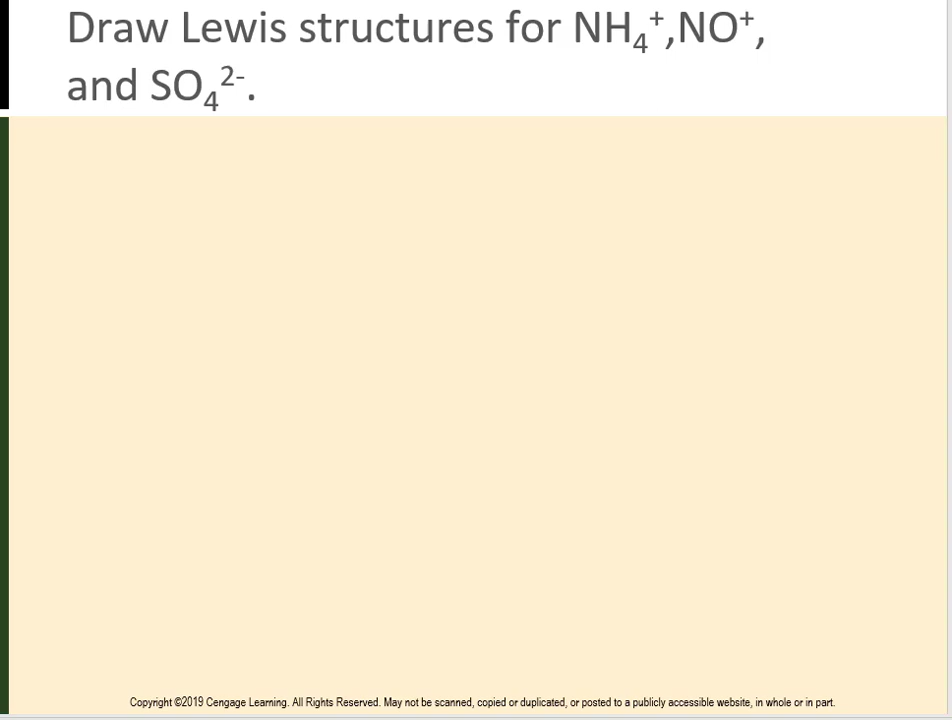 Draw Lewis structures for NH₄⁺,NO⁺,
and SO₄²⁻.
Copyright ©2019 Cengage Learning. All Rights Reserved. May not be scanned, copied or duplicated, or posted to a publicly accessible website, in whole or in part.